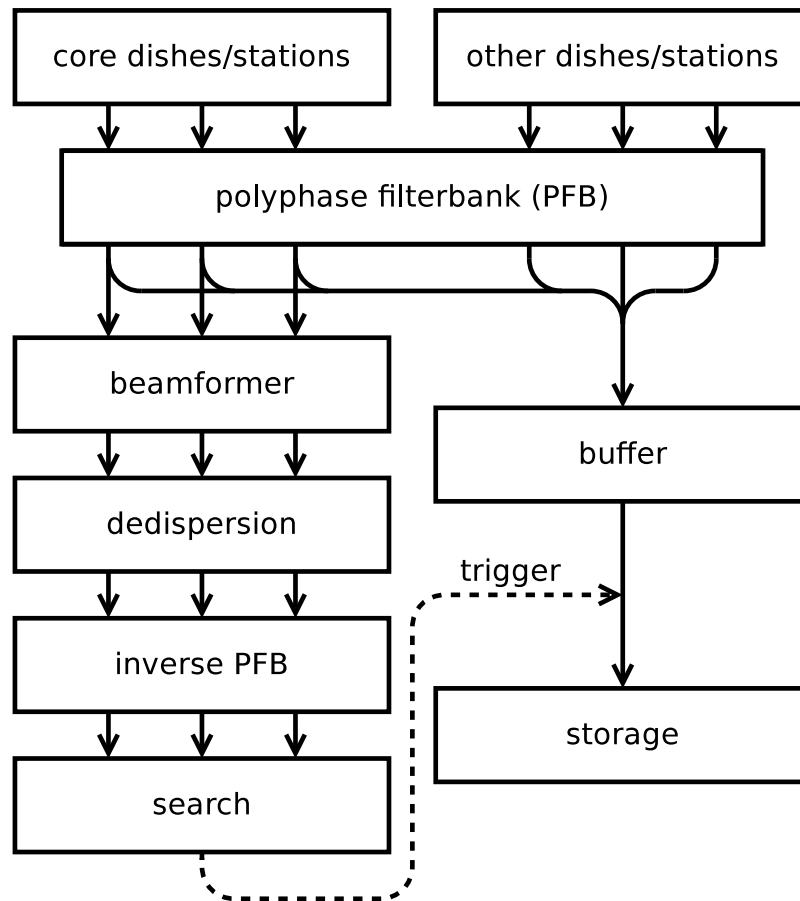 core dishes/stations
other dishes/stations
polyphase filterbank (PFB)
beamformer
buffer
dedispersion
trigger
inverse PFB
storage
search